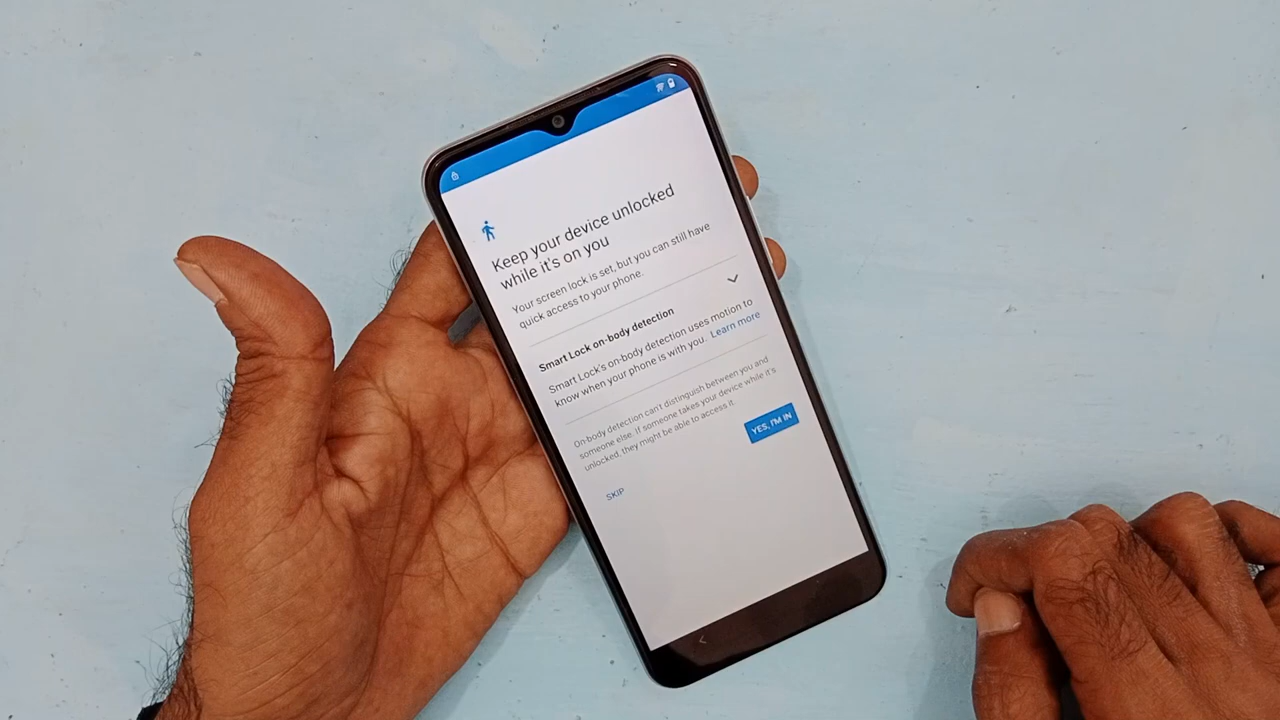 Keep your device unlocked
while it's on you
Your screen lock is set, but you can still have
quick access to your phone.
Smart Lock on-body detection
Smart Lock's on-body detection uses motion to
know when your phone is with you. Learn more
On-body detection can't distinguish between you and
someone else. If someone takes your device while it's
unlocked, they might be able to access it.
YES, I'M IN
SKIP